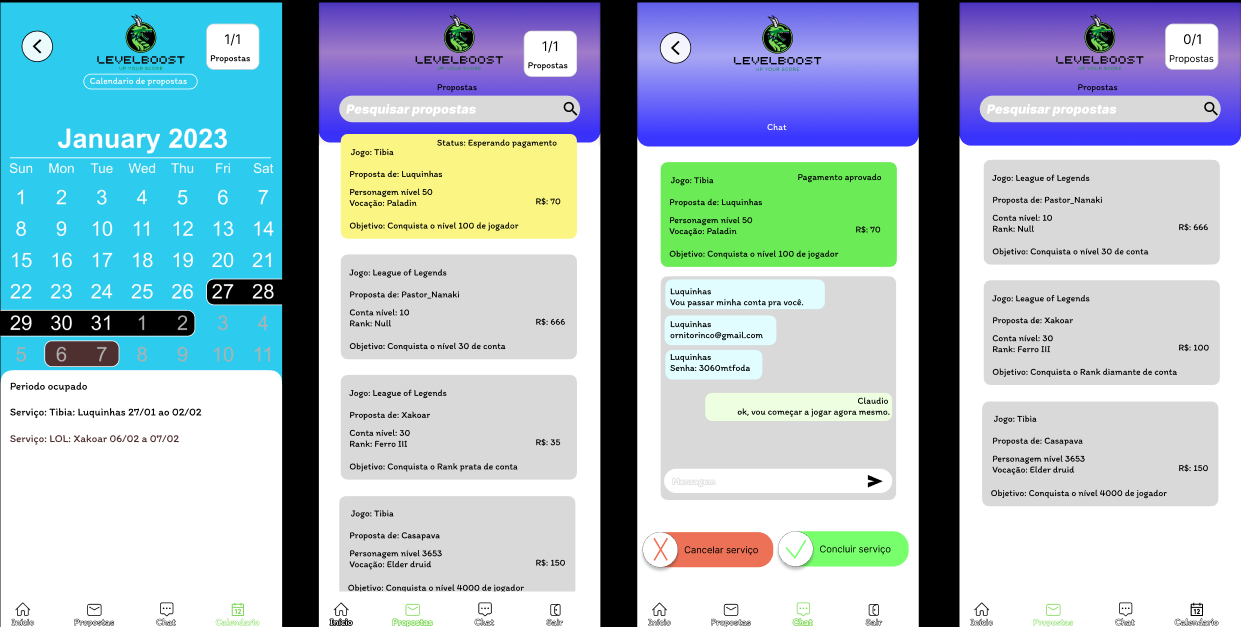 LEVELBOOST
UP YOUR SCORE
1/1
Propostas
Calendario de propostas
January 2023
Sun Mon Tue Wed Thu Fri Sat
1 2 3 4 5 6 7
8 9 10 11 12 13 14
15 16 17 18 19 20 21
22 23 24 25 26 27 28
29 30 31 1 2 3 4
5 6 7 8 9 10 11
Periodo ocupado
Serviço: Tibia: Luquinhas 27/01 ao 02/02
Serviço: LOL: Xakoar 06/02 a 07/02
Início Propostas Chat Calendario
12
LEVELBOOST
UP YOUR SCORE
1/1
Propostas
Propostas
Pesquisar propostas
Status: Esperando pagamento
Jogo: Tibia
Proposta de: Luquinhas
Personagem nível 50
Vocação: Paladin
R$: 70
Objetivo: Conquista o nível 100 de jogador
Jogo: League of Legends
Proposta de: Pastor_Nanaki
Conta nível: 10
Rank: Null
R$: 666
Objetivo: Conquista o nível 30 de conta
Jogo: League of Legends
Proposta de: Xakoar
Conta nível: 30
Rank: Ferro III
R$: 35
Objetivo: Conquista o Rank prata de conta
Jogo: Tibia
Proposta de: Casapava
Personagem nível 3653
Vocação: Elder druid
R$: 150
Objetivo: Conquista o nível 4000 de jogador
Início Propostas Chat Sair
LEVELBOOST
UP YOUR SCORE
Chat
Jogo: Tibia
Pagamento aprovado
Proposta de: Luquinhas
Personagem nível 50
Vocação: Paladin
R$: 70
Objetivo: Conquista o nível 100 de jogador
Luquinhas
Vou passar minha conta pra você.
Luquinhas
ornitorinco@gmail.com
Luquinhas
Senha: 3060mtfoda
Claudio
ok, vou começar a jogar agora mesmo.
Mensagem
Cancelar serviço
Concluir serviço
Início Propostas Chat Sair
LEVELBOOST
UP YOUR SCORE
0/1
Propostas
Propostas
Pesquisar propostas
Jogo: League of Legends
Proposta de: Pastor_Nanaki
Conta nível: 10
Rank: Null
R$: 666
Objetivo: Conquista o nível 30 de conta
Jogo: League of Legends
Proposta de: Xakoar
Conta nível: 30
Rank: Ferro III
R$: 100
Objetivo: Conquista o Rank diamante de conta
Jogo: Tibia
Proposta de: Casapava
Personagem nível 3653
Vocação: Elder druid
R$: 150
Objetivo: Conquista o nível 4000 de jogador
Início Propostas Chat Calendario
12